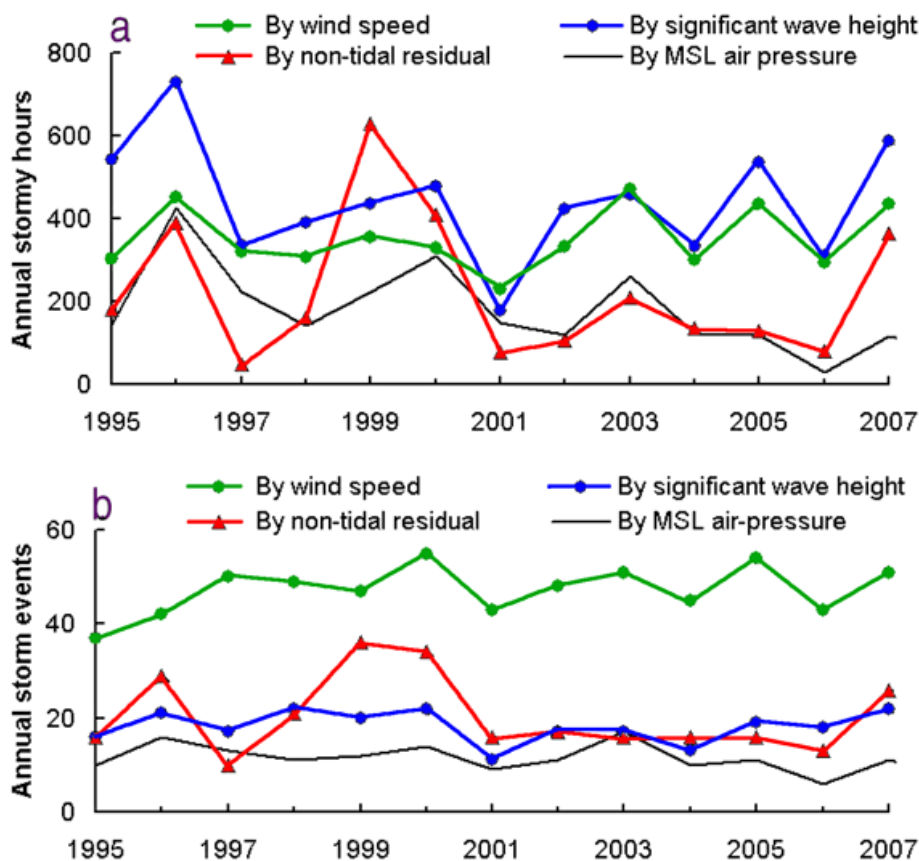 a
By wind speed
By significant wave height
By non-tidal residual
By MSL air pressure
Annual stormy hours
800
600
400
200
0
1995 1997 1999 2001 2003 2005 2007
b
By wind speed
By significant wave height
By non-tidal residual
By MSL air-pressure
Annual storm events
60
40
20
0
1995 1997 1999 2001 2003 2005 2007